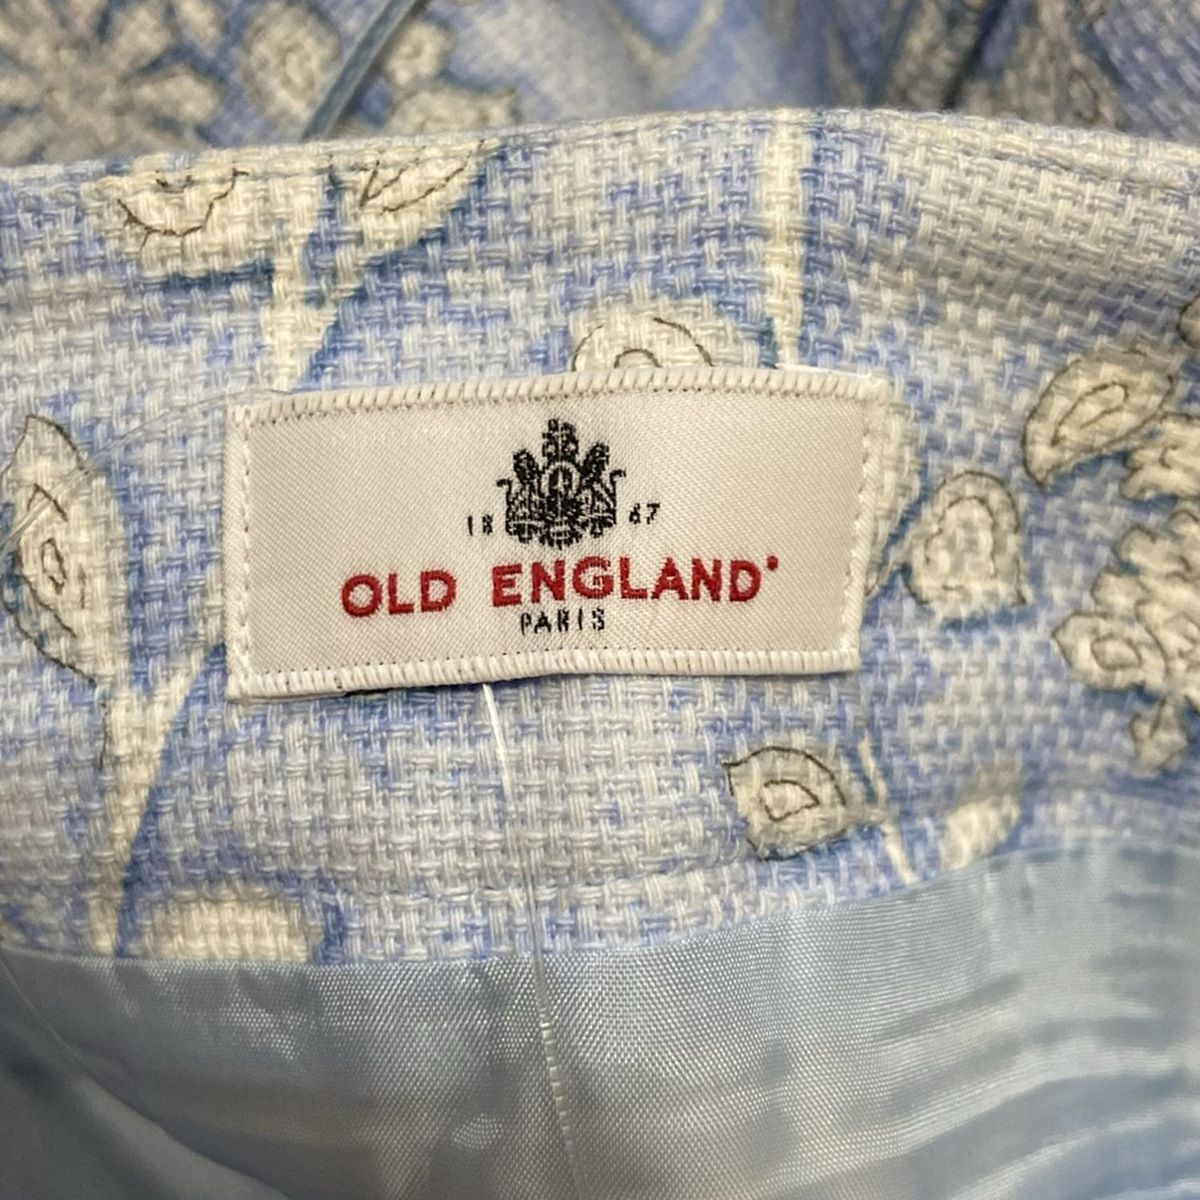 18 67
OLD ENGLAND
PARIS